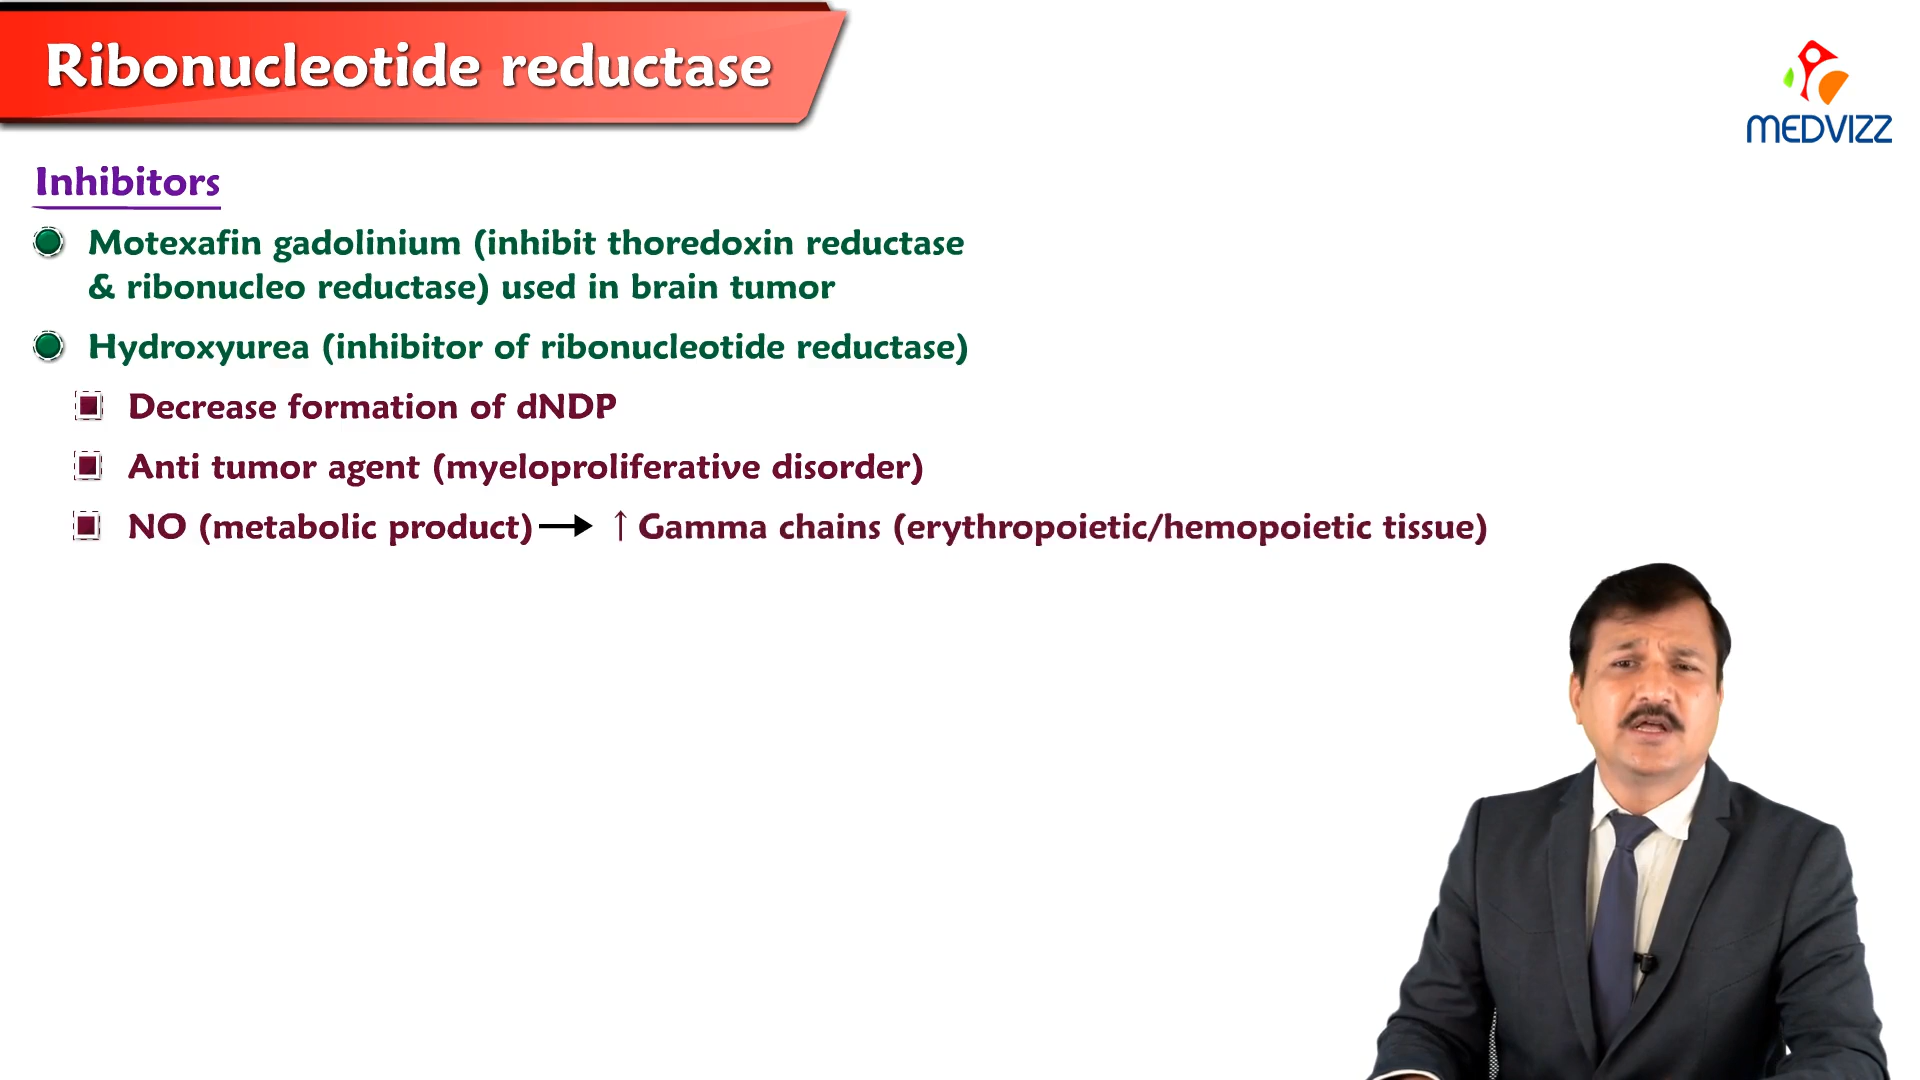 Ribonucleotide reductase
MEDVIZZ
Inhibitors
Motexafin gadolinium (inhibit thoredoxin reductase
& ribonucleo reductase) used in brain tumor
Hydroxyurea (inhibitor of ribonucleotide reductase)
Decrease formation of dNDP
Anti tumor agent (myeloproliferative disorder)
NO (metabolic product) → ↑ Gamma chains (erythropoietic/hemopoietic tissue)